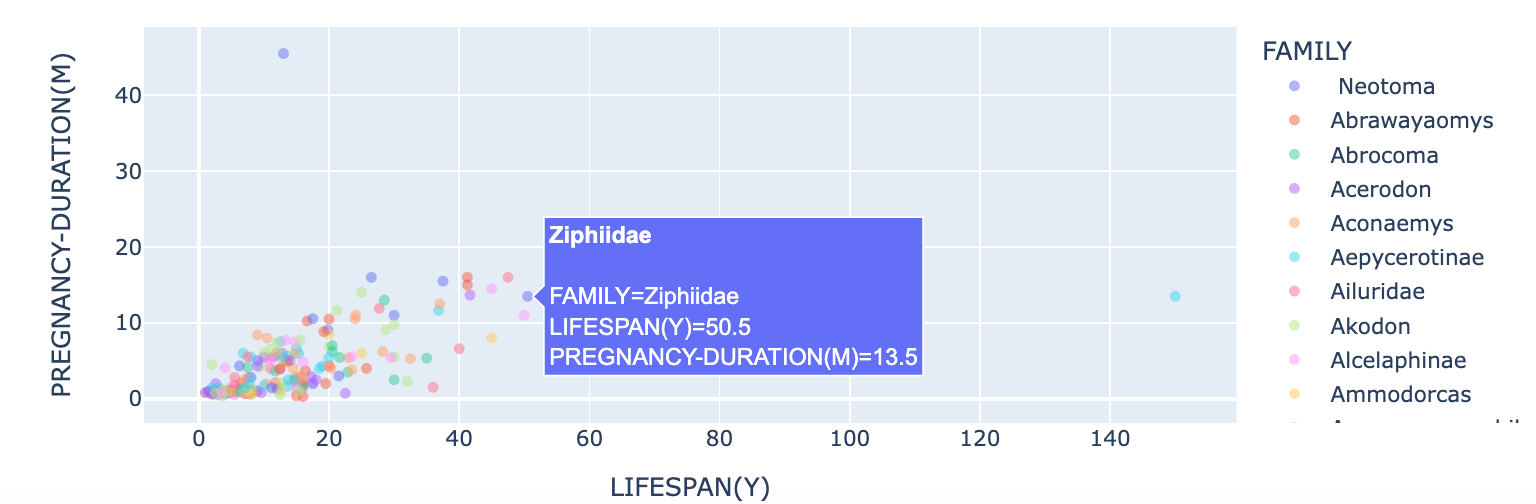 PREGNANCY-DURATION(M)
40
30
20
10
0
0 20 40 60 80 100 120 140
LIFESPAN(Y)
Ziphiidae
FAMILY=Ziphiidae
LIFESPAN(Y)=50.5
PREGNANCY-DURATION(M)=13.5
FAMILY
Neotoma
Abrawayaomys
Abrocoma
Acerodon
Aconaemys
Aepycerotinae
Ailuridae
Akodon
Alcelaphinae
Ammodorcas